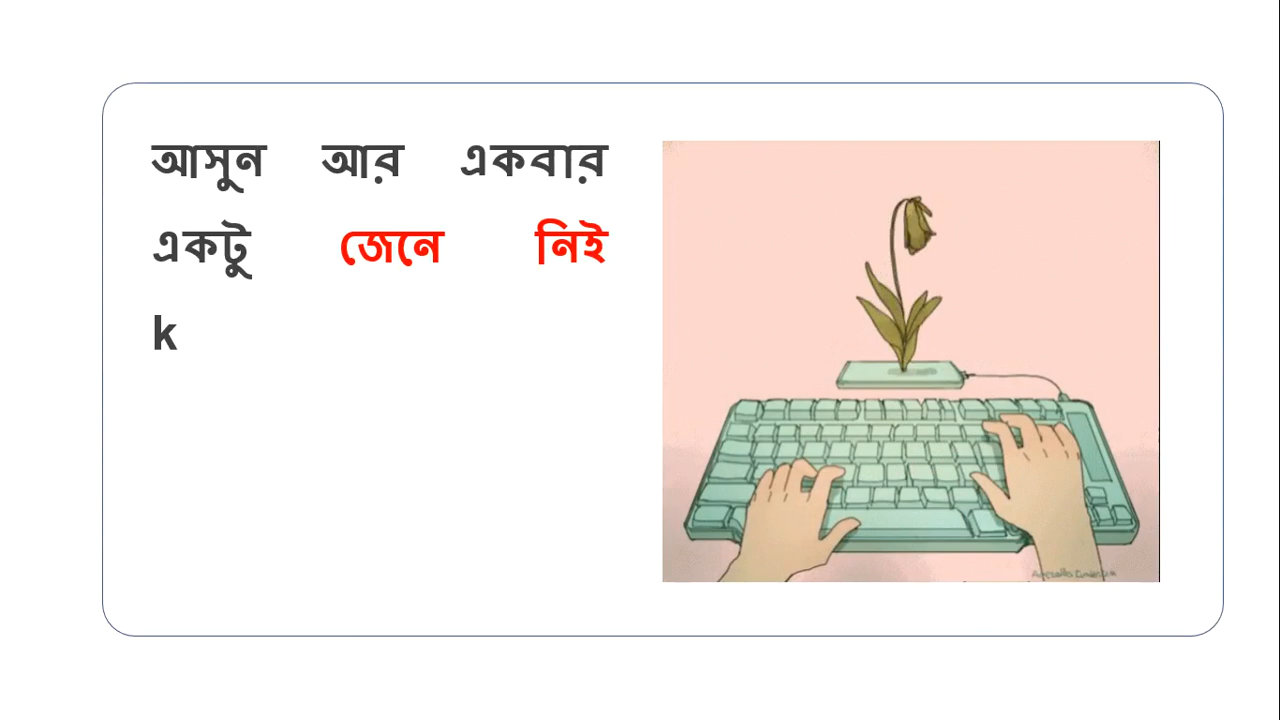 আসুন আর একবার
একটু জেনে নিই
k